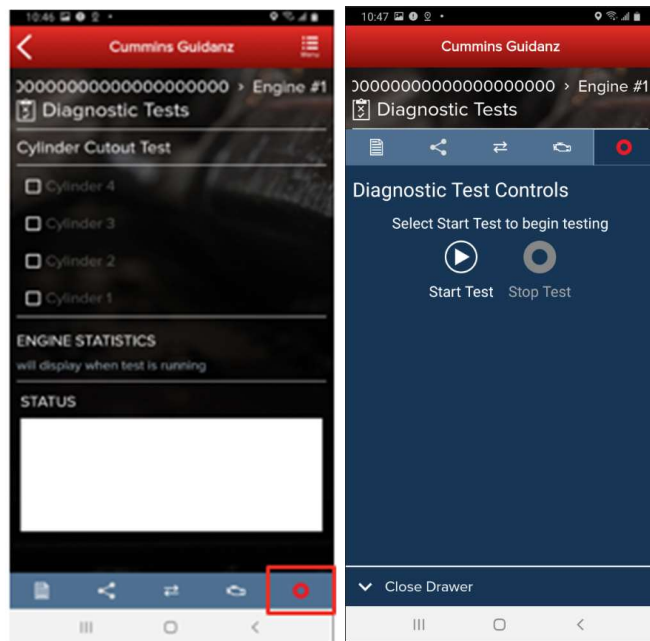 10:46
Cummins Guidanz
Menu
00000000000000000000 > Engine #1
Diagnostic Tests
Cylinder Cutout Test
Cylinder 4
Cylinder 3
Cylinder 2
Cylinder 1
ENGINE STATISTICS
will display when test is running
STATUS
10:47
Cummins Guidanz
00000000000000000000 > Engine #1
Diagnostic Tests
Diagnostic Test Controls
Select Start Test to begin testing
Start Test Stop Test
Close Drawer